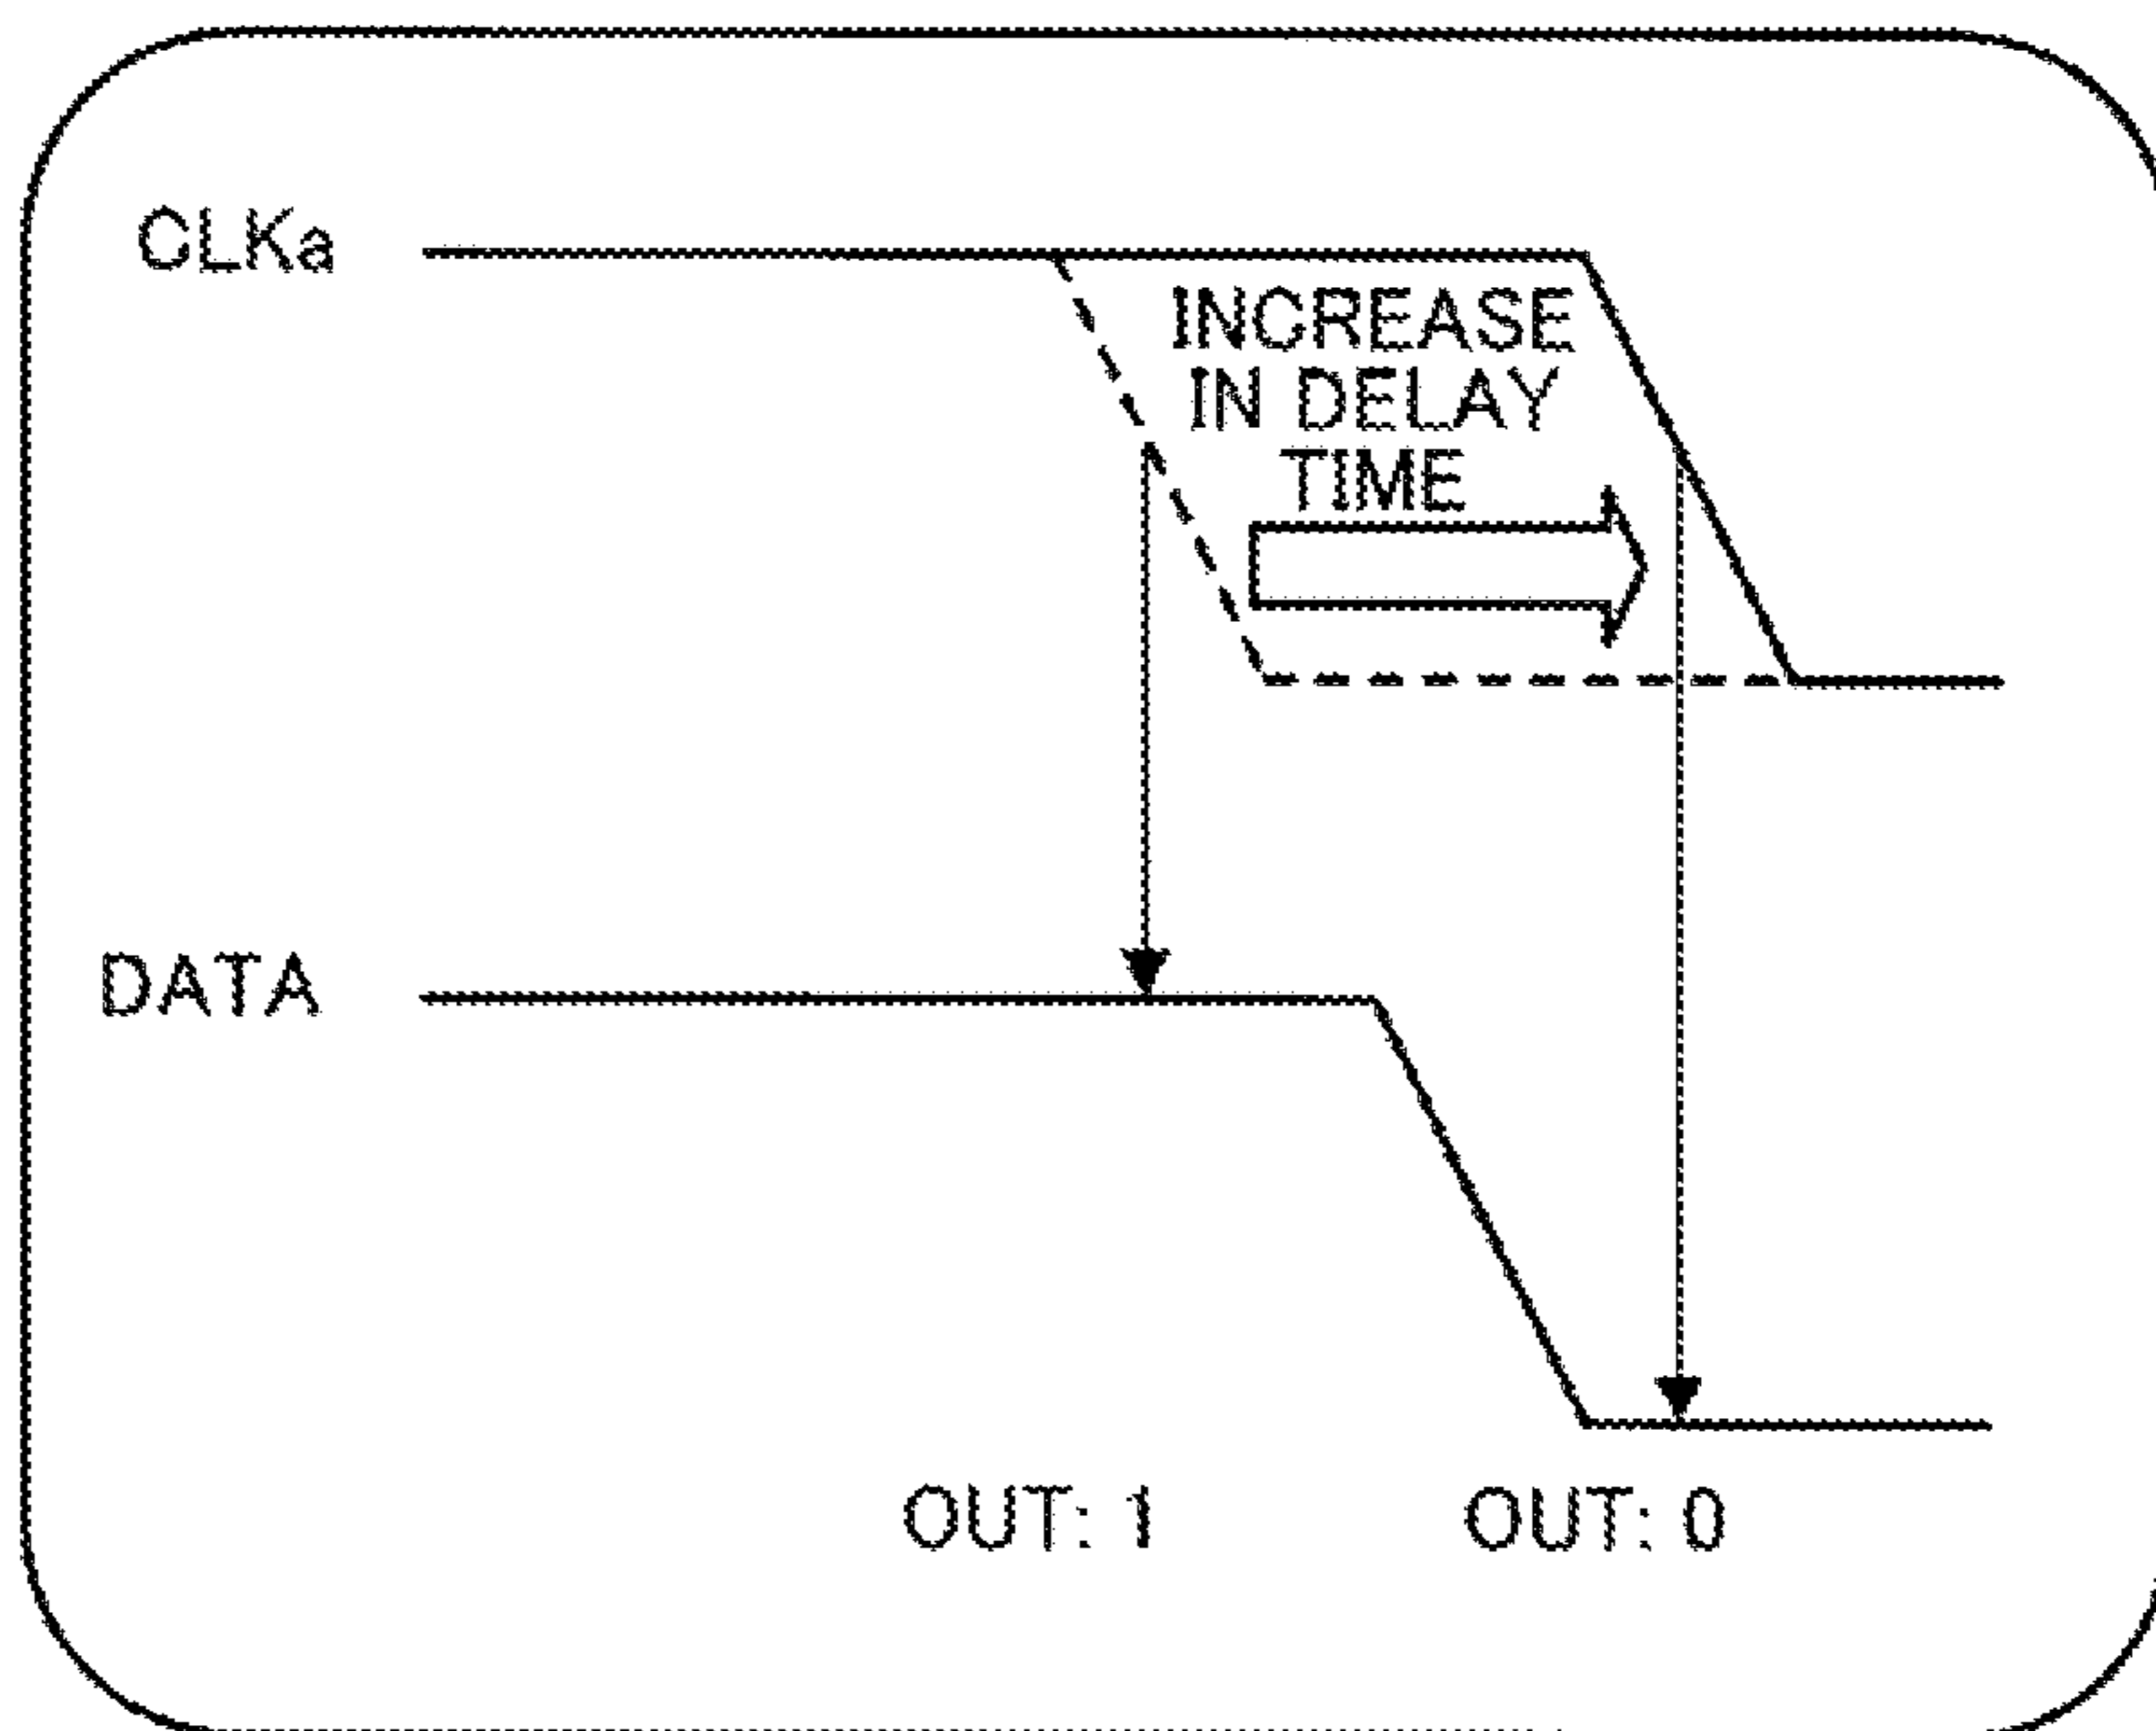 CLKa
INCREASE
IN DELAY
TIME
DATA
OUT: 1
OUT: 0